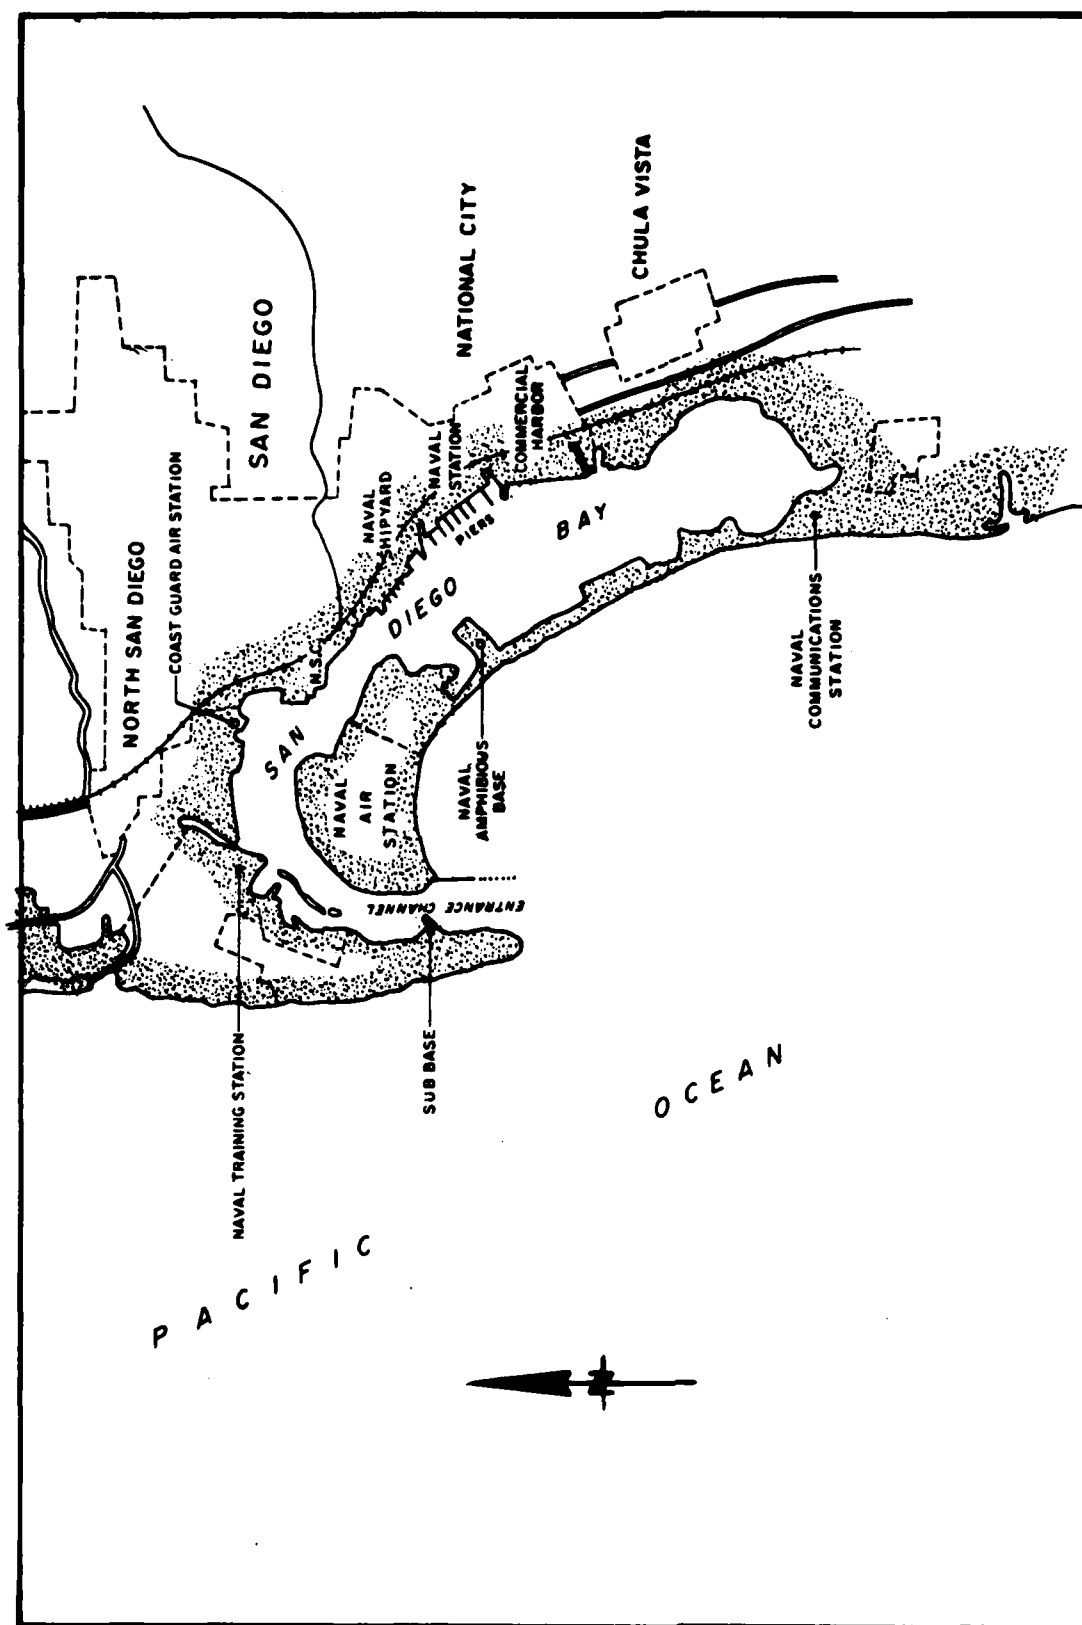 NORTH SAN DIEGO
COAST GUARD AIR STATION
SAN DIEGO
NATIONAL CITY
CHULA VISTA
NAVAL
SHIPYARD
NAVAL
STATION
COMMERCIAL
HARBOR
PIERS
N.S.C.
SAN DIEGO BAY
NAVAL
AIR
STATION
NAVAL
AMPHIBIOUS
BASE
NAVAL
COMMUNICATIONS
STATION
ENTRANCE CHANNEL
NAVAL TRAINING STATION
SUB BASE
PACIFIC OCEAN